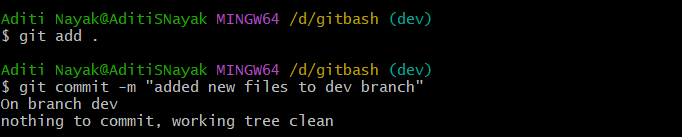 Aditi Nayak@AditiSNayak MINGW64 /d/gitbash (dev)
$ git add .
Aditi Nayak@AditiSNayak MINGW64 /d/gitbash (dev)
$ git commit -m "added new files to dev branch"
On branch dev
nothing to commit, working tree clean